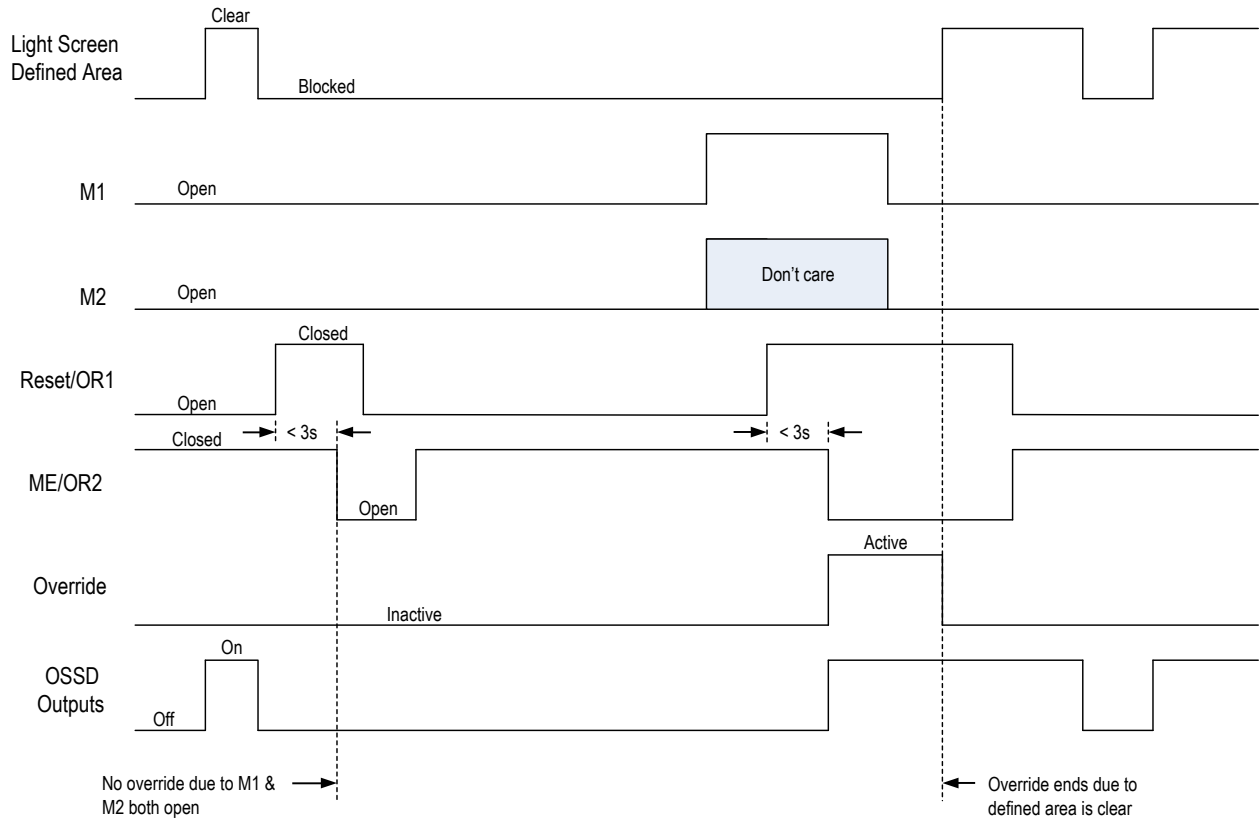 Clear
Light Screen
Defined Area
Blocked
M1
Open
M2
Open
Don't care
Closed
Reset/OR1
Open
< 3s
< 3s
Closed
ME/OR2
Open
Active
Override
Inactive
On
OSSD
Outputs
Off
No override due to M1 &
M2 both open
Override ends due to
defined area is clear